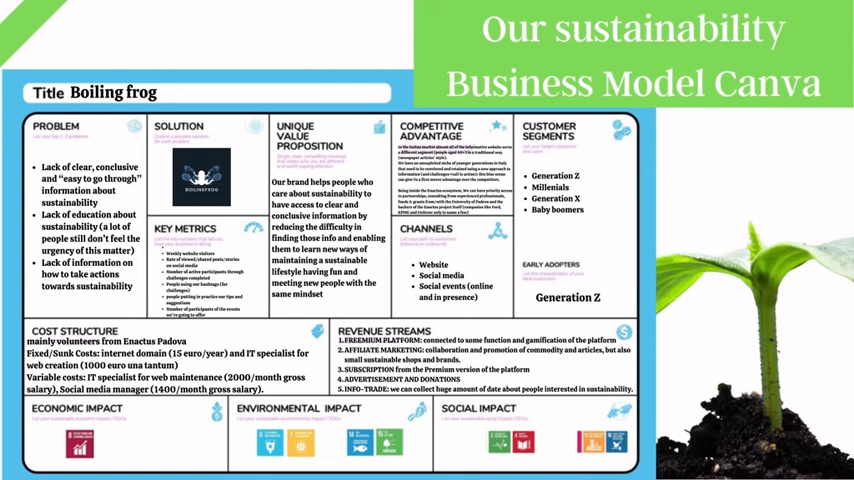 Our sustainability
Business Model Canva
Title Boiling frog
PROBLEM
Lack of clear, conclusive
and “easy to go through”
information about
sustainability
Lack of education about
sustainability (a lot of
people still don’t feel the
urgency of this matter)
Lack of information on
how to take actions
towards sustainability
SOLUTION
BOILINGFROG
KEY METRICS
Weekly website visitors
Rate of viewed/shared posts/stories
on social media
Number of active participants through
challenges completed
People using our hashtags (for
challenges)
people putting in practice our tips and
suggestions
Number of participants of the events
we're going to offer
UNIQUE
VALUE
PROPOSITION
Our brand helps people who
care about sustainability to
have access to clear and
conclusive information by
reducing the difficulty in
finding those info and enabling
them to learn new ways of
maintaining a sustainable
lifestyle having fun and
meeting new people with the
same mindset
COMPETITIVE
ADVANTAGE
CHANNELS
Website
Social media
Social events (online
and in presence)
CUSTOMER
SEGMENTS
Generation Z
Millenials
Generation X
Baby boomers
EARLY ADOPTERS
Generation Z
COST STRUCTURE
mainly volunteers from Enactus Padova
Fixed/Sunk Costs: internet domain (15 euro/year) and IT specialist for
web creation (1000 euro una tantum)
Variable costs: IT specialist for web maintenance (2000/month gross
salary), Social media manager (1400/month gross salary).
REVENUE STREAMS
1. FREEMIUM PLATFORM: connected to some function and gamification of the platform
2. AFFILIATE MARKETING: collaboration and promotion of commodity and articles, but also
small sustainable shops and brands.
3. SUBSCRIPTION from the Premium version of the platform
4. ADVERTISEMENT AND DONATIONS
5. INFO-TRADE: we can collect huge amount of date about people interested in sustainability.
ECONOMIC IMPACT
ENVIRONMENTAL IMPACT
SOCIAL IMPACT